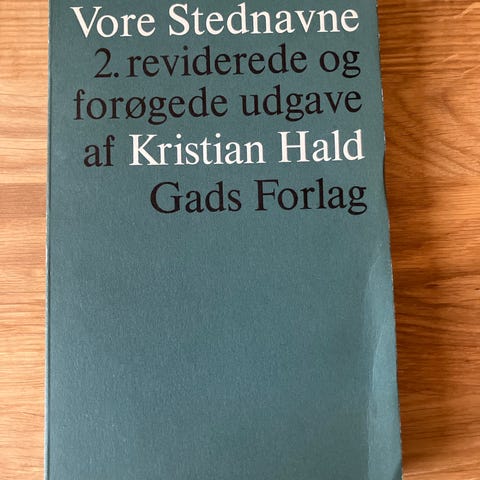 Vore Stednavne
2. reviderede og
forøgede udgave
af Kristian Hald
Gads Forlag